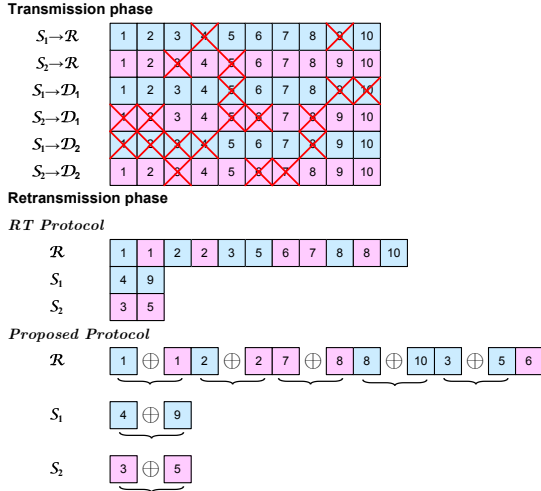 Transmission phase
S₁→R 1 2 3 4 5 6 7 8 9 10
S₂→R 1 2 3 4 5 6 7 8 9 10
S₁→D₁ 1 2 3 4 5 6 7 8 9 10
S₂→D₁ 1 2 3 4 5 6 7 8 9 10
S₁→D₂ 1 2 3 4 5 6 7 8 9 10
S₂→D₂ 1 2 3 4 5 6 7 8 9 10
Retransmission phase
RT Protocol
R 1 1 2 2 3 5 6 7 8 8 10
S₁ 4 9
S₂ 3 5
Proposed Protocol
R 1 ⊕ 1 2 ⊕ 2 7 ⊕ 8 8 ⊕ 10 3 ⊕ 5 6
S₁ 4 ⊕ 9
S₂ 3 ⊕ 5